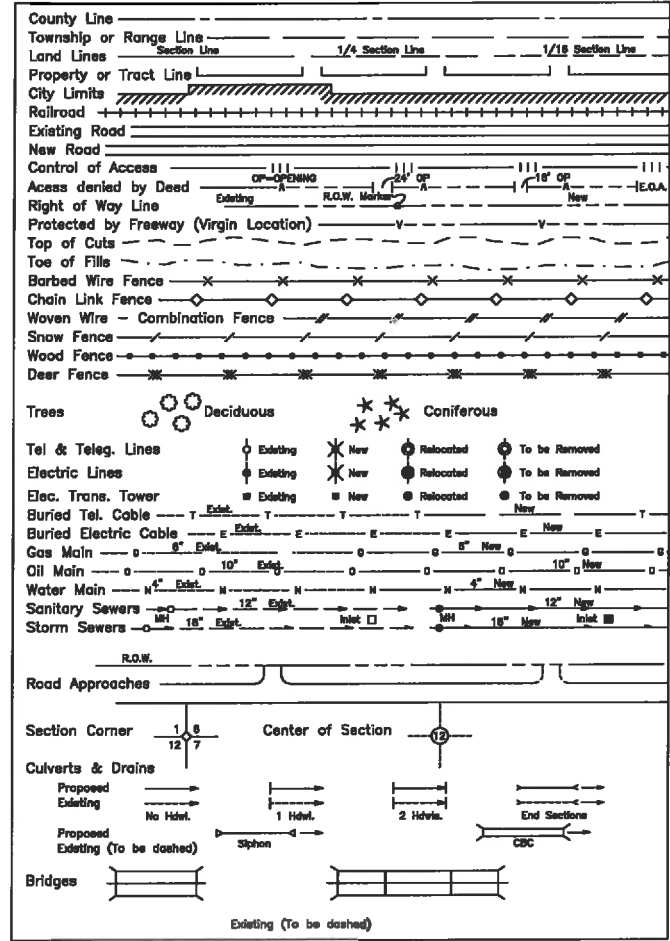 County Line
Township or Range Line
Land Lines Section Line 1/4 Section Line 1/16 Section Line
Property or Tract Line
City Limits
Railroad
Existing Road
New Road
Control of Access
OP=OPENING 24' OP 16' OP
Acess denied by Deed A A A E.O.A.
Existing R.O.W. Marker New
Right of Way Line
Protected by Freeway (Virgin Location) V V
Top of Cuts
Toe of Fills
Barbed Wire Fence
Chain Link Fence
Woven Wire - Combination Fence
Snow Fence
Wood Fence
Deer Fence
Trees Deciduous Coniferous
Tel & Teleg. Lines Existing New Relocated To be Removed
Electric Lines Existing New Relocated To be Removed
Elec. Trans. Tower Existing New Relocated To be Removed
Buried Tel. Cable T Exist. T T T New T
Buried Electric Cable E Exist. E E E E New E
Gas Main G 6" Exist. G G 6" New G G
Oil Main O O 10" Exist. O O O O 10" New O
Water Main N 4" Exist. N N N N 4" New N N
Sanitary Sewers 12" Exist. 12" New
Storm Sewers MH 18" Exist. Inlet MH 18" New Inlet
R.O.W.
Road Approaches
Section Corner 1 6 Center of Section 12
12 7
Culverts & Drains
Proposed
Existing
No Hdwl. 1 Hdwl. 2 Hdwls. End Sections
Proposed Siphon CBC
Existing (To be dashed)
Bridges
Existing (To be dashed)